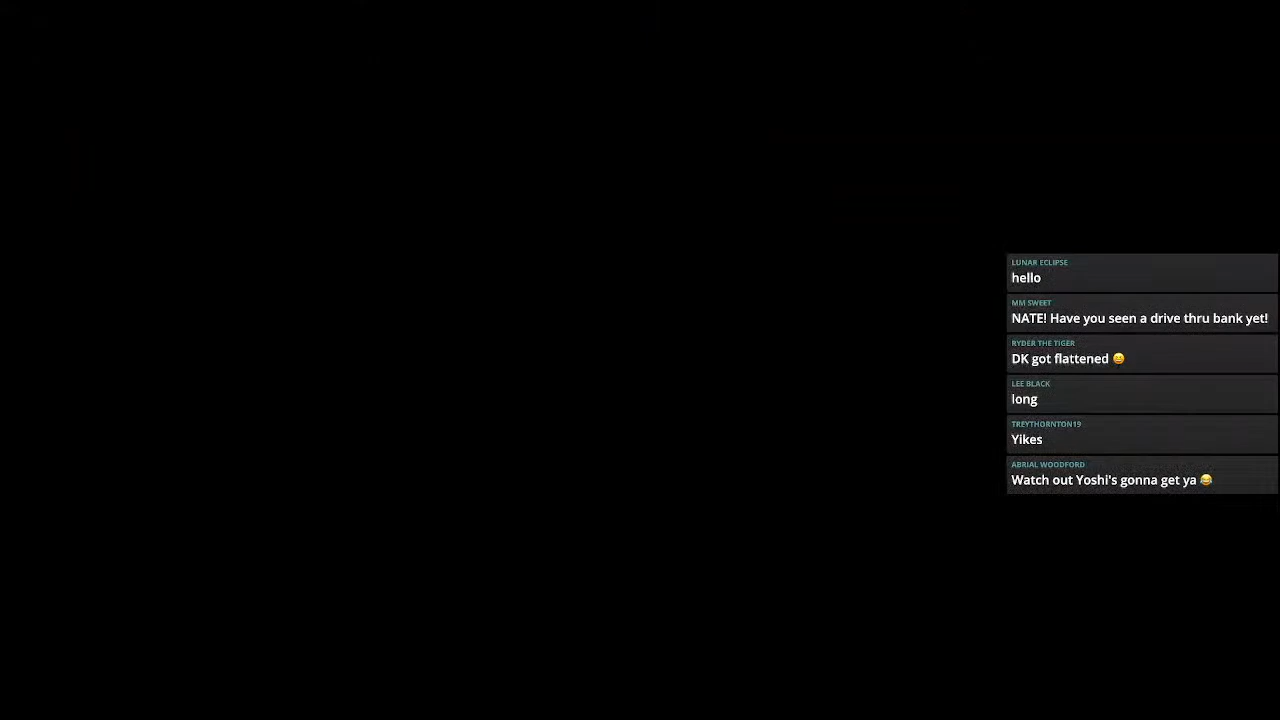 LUNAR ECLIPSE
hello
MM SWEET
NATE! Have you seen a drive thru bank yet!
RYDER THE TIGER
DK got flattened 😄
LEE BLACK
long
TREYTHORNTON19
Yikes
ABRIAL WOODFORD
Watch out Yoshi's gonna get ya 😂